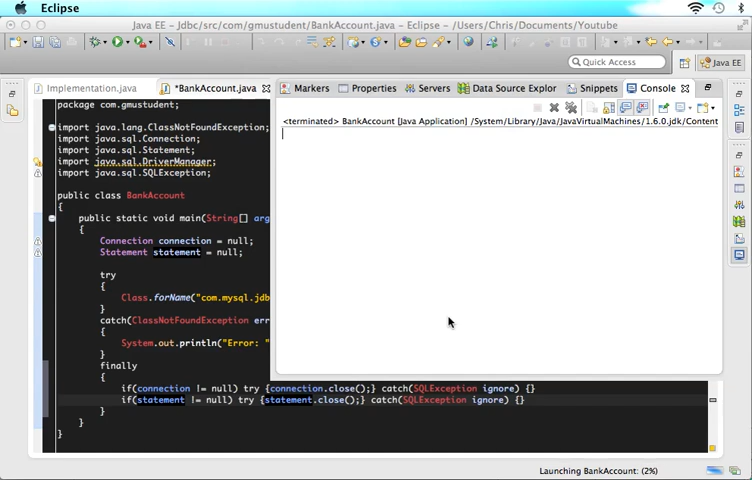 Eclipse
Java EE - Jdbc/src/com/gmustudent/BankAccount.java - Eclipse - /Users/Chris/Documents/Youtube
Quick Access
Java EE
Implementation.java
*BankAccount.java
Markers
Properties
Servers
Data Source Explor
Snippets
Console
<terminated> BankAccount [Java Application] /System/Library/Java/JavaVirtualMachines/1.6.0.jdk/Content
package com.gmustudent;
import java.lang.ClassNotFoundException;
import java.sql.Connection;
import java.sql.Statement;
import java.sql.DriverManager;
import java.sql.SQLException;
public class BankAccount
{
public static void main(String[] arg
{
Connection connection = null;
Statement statement = null;
try
{
Class.forName("com.mysql.jdb
}
catch(ClassNotFoundException err
{
System.out.println("Error: "
}
finally
{
if(connection != null) try {connection.close();} catch(SQLException ignore) {}
if(statement != null) try {statement.close();} catch(SQLException ignore) {}
}
}
}
Launching BankAccount: (2%)